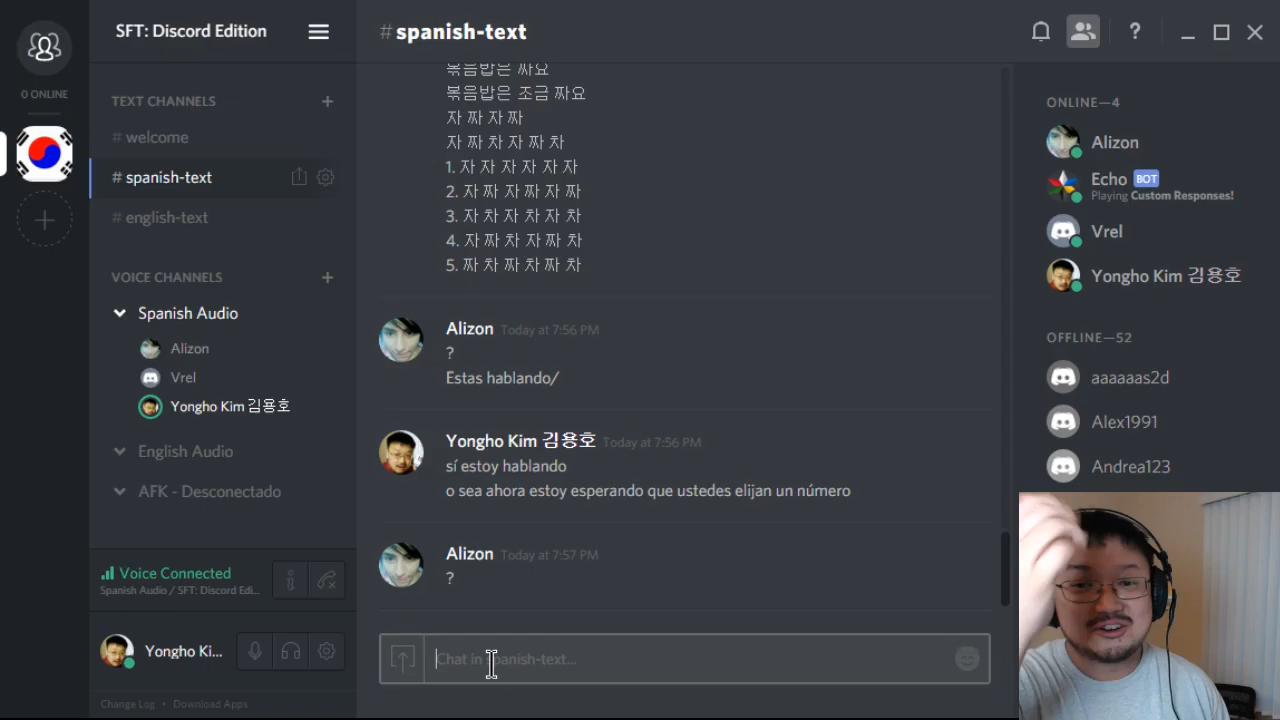 SFT: Discord Edition
0 ONLINE
TEXT CHANNELS
# welcome
# spanish-text
# english-text
VOICE CHANNELS
Spanish Audio
Alizon
Vrel
Yongho Kim 김용호
English Audio
AFK - Desconectado
Voice Connected
Spanish Audio / SFT: Discord Edi...
Yongho Ki...
Change Log • Download Apps
# spanish-text
볶음밥은 짜요
볶음밥은 조금 짜요
자 짜 자 짜
자 짜 차 자 짜 차
1. 자 자 자 자 자 자
2. 자 짜 자 짜 자 짜
3. 자 차 자 차 자 차
4. 자 짜 차 자 짜 차
5. 짜 차 짜 차 짜 차
Alizon Today at 7:56 PM
?
Estas hablando/
Yongho Kim 김용호 Today at 7:56 PM
sí estoy hablando
o sea ahora estoy esperando que ustedes elijan un número
Alizon Today at 7:57 PM
?
Chat in spanish-text...
?
ONLINE—4
Alizon
Echo BOT
Playing Custom Responses!
Vrel
Yongho Kim 김용호
OFFLINE—52
aaaaaas2d
Alex1991
Andrea123